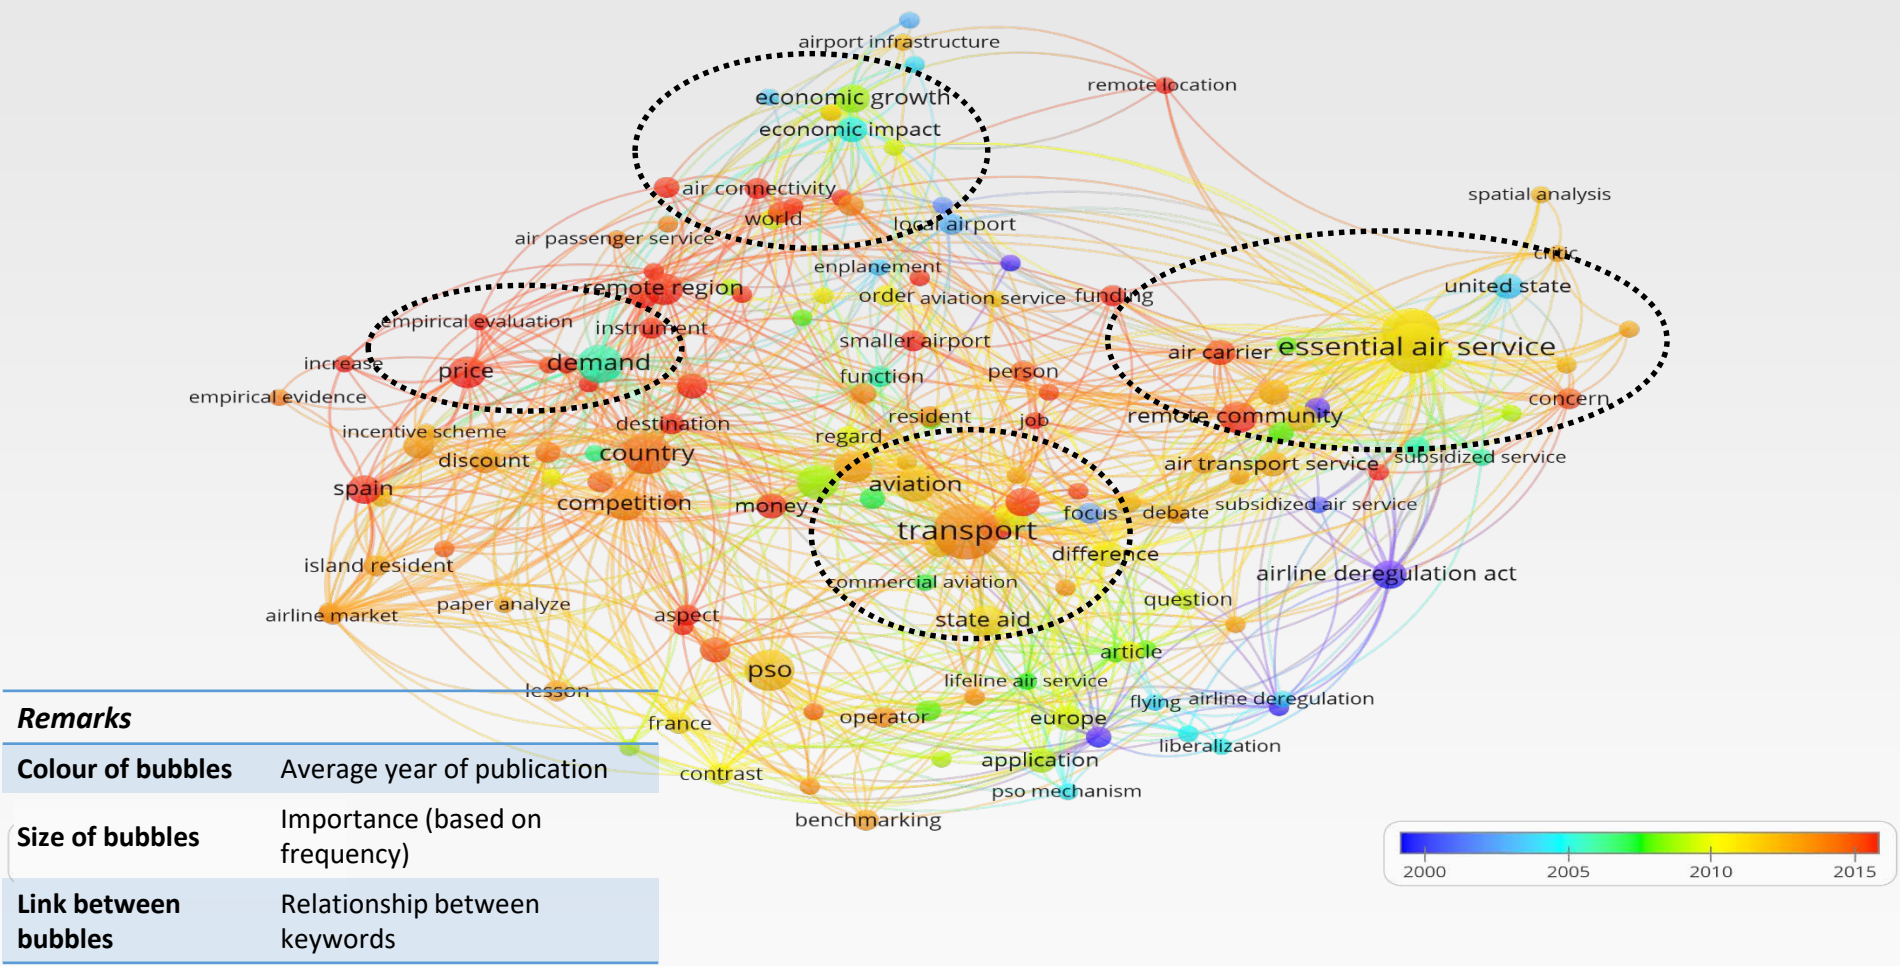 airport infrastructure
remote location
economic growth
economic impact
air connectivity
world
local airport
spatial analysis
air passenger service
critic
enplanement
remote region
united state
order
aviation service
funding
empirical evaluation
instrument
smaller airport
essential air service
air carrier
increase
demand
price
function
person
empirical evidence
concern
destination
resident
job
remote community
incentive scheme
regard
discount
country
air transport service
subsidized service
spain
aviation
competition
money
focus
debate
subsidized air service
transport
difference
island resident
commercial aviation
airline deregulation act
airline market
paper analyze
aspect
state aid
question
article
pso
lifeline air service
lesson
flying
airline deregulation
france
operator
europe
liberalization
contrast
application
pso mechanism
benchmarking
Remarks
Colour of bubbles Average year of publication
Size of bubbles Importance (based on
frequency)
Link between Relationship between
bubbles keywords
2000 2005 2010 2015